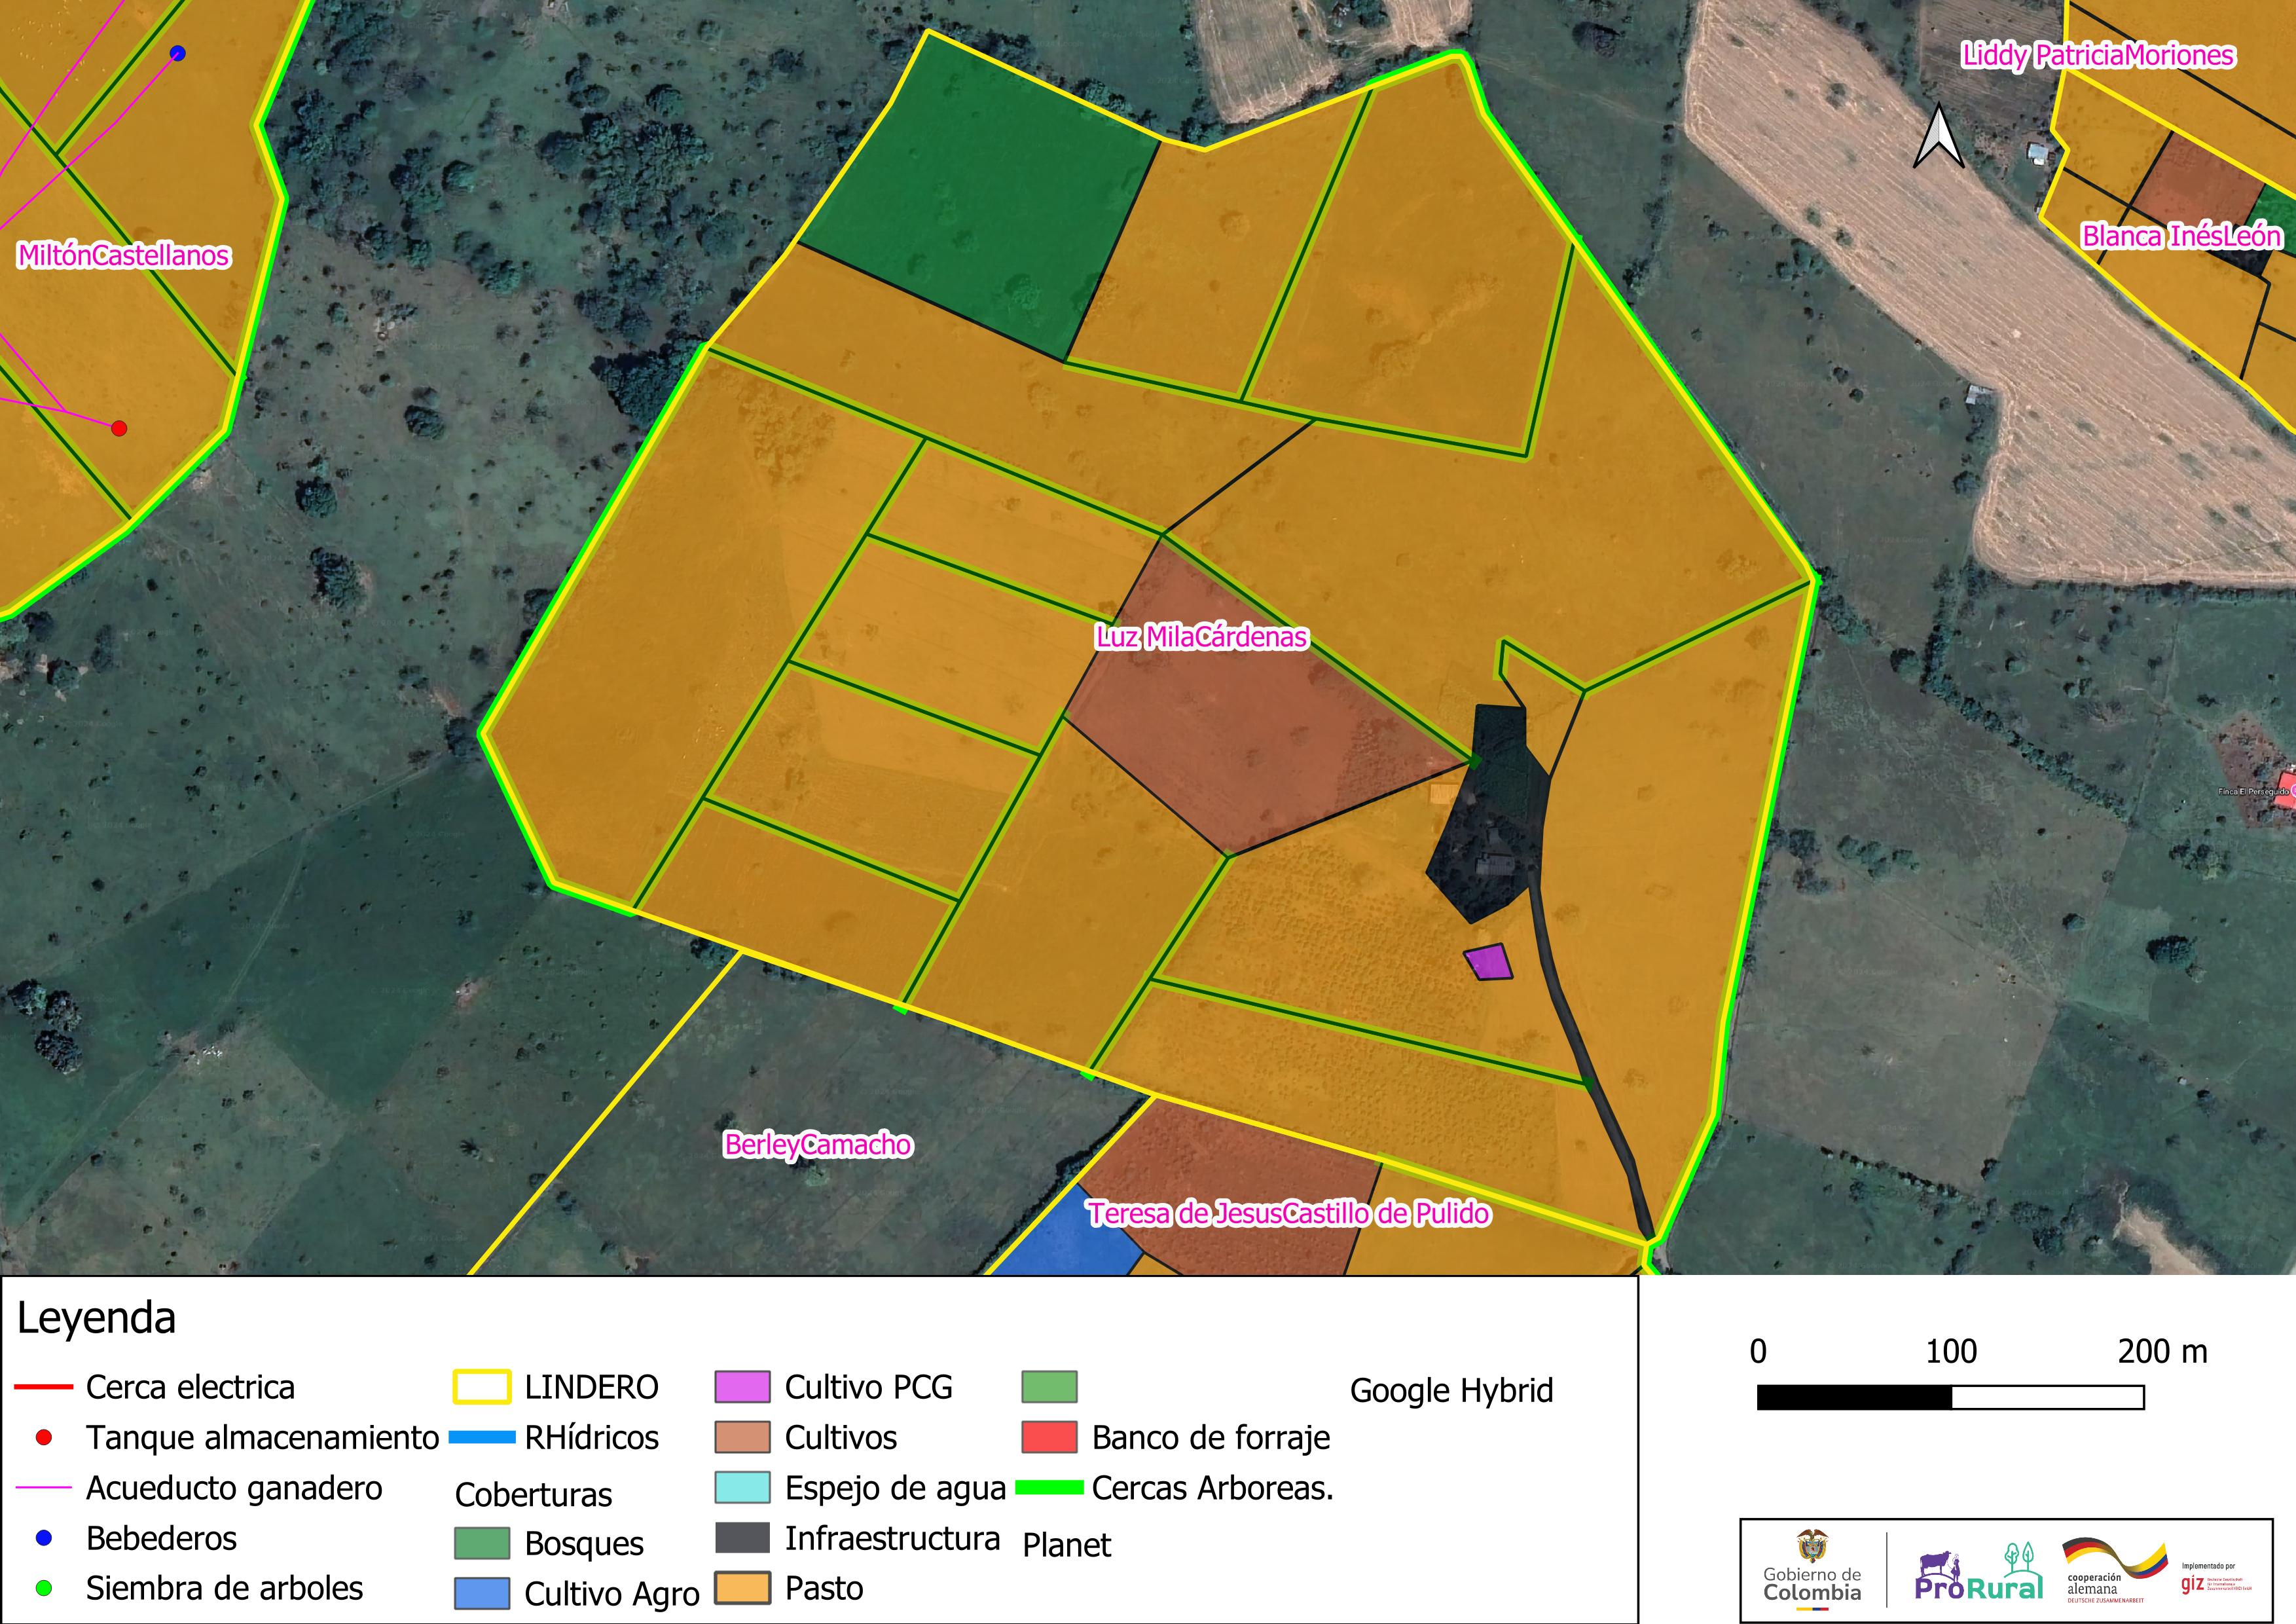 Liddy PatriciaMoriones
MiltónCastellanos
Blanca InésLeón
Luz MilaCárdenas
Finca El Perseguido
BerleyCamacho
Teresa de JesusCastillo de Pulido
Leyenda
Cerca electrica
Tanque almacenamiento
Acueducto ganadero
Bebederos
Siembra de arboles
LINDERO
RHídricos
Coberturas
Bosques
Cultivo Agro
Cultivo PCG
Cultivos
Espejo de agua
Infraestructura
Pasto
Banco de forraje
Cercas Arboreas.
Planet
Google Hybrid
0 100 200 m
Gobierno de
Colombia
ProRural
cooperación
alemana
DEUTSCHE ZUSAMMENARBEIT
Implementado por
giz